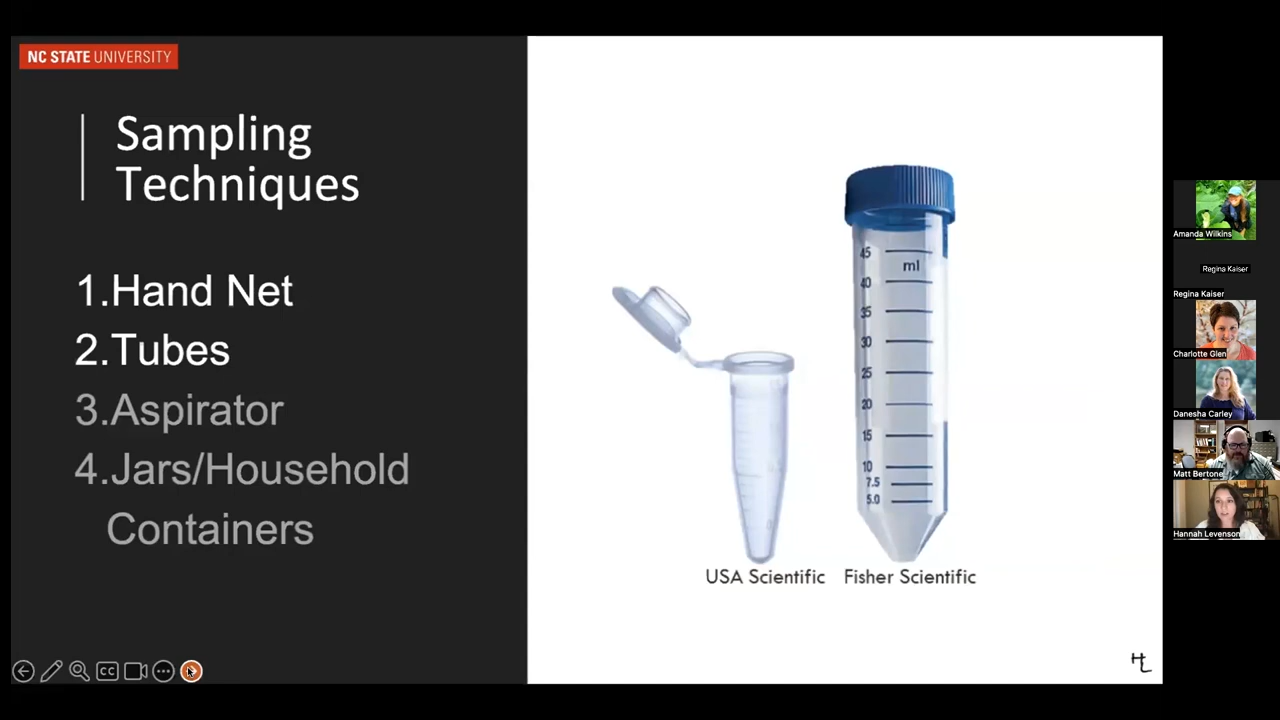 NC STATE UNIVERSITY
Sampling
Techniques
1.Hand Net
2.Tubes
3.Aspirator
4.Jars/Household
Containers
45
ml
40
35
30
25
20
15
10
7.5
5.0
USA Scientific
Fisher Scientific
HL
CC
Amanda Wilkins
Regina Kaiser
Regina Kaiser
Charlotte Glen
Danesha Carley
Matt Bertone
Hannah Levenson